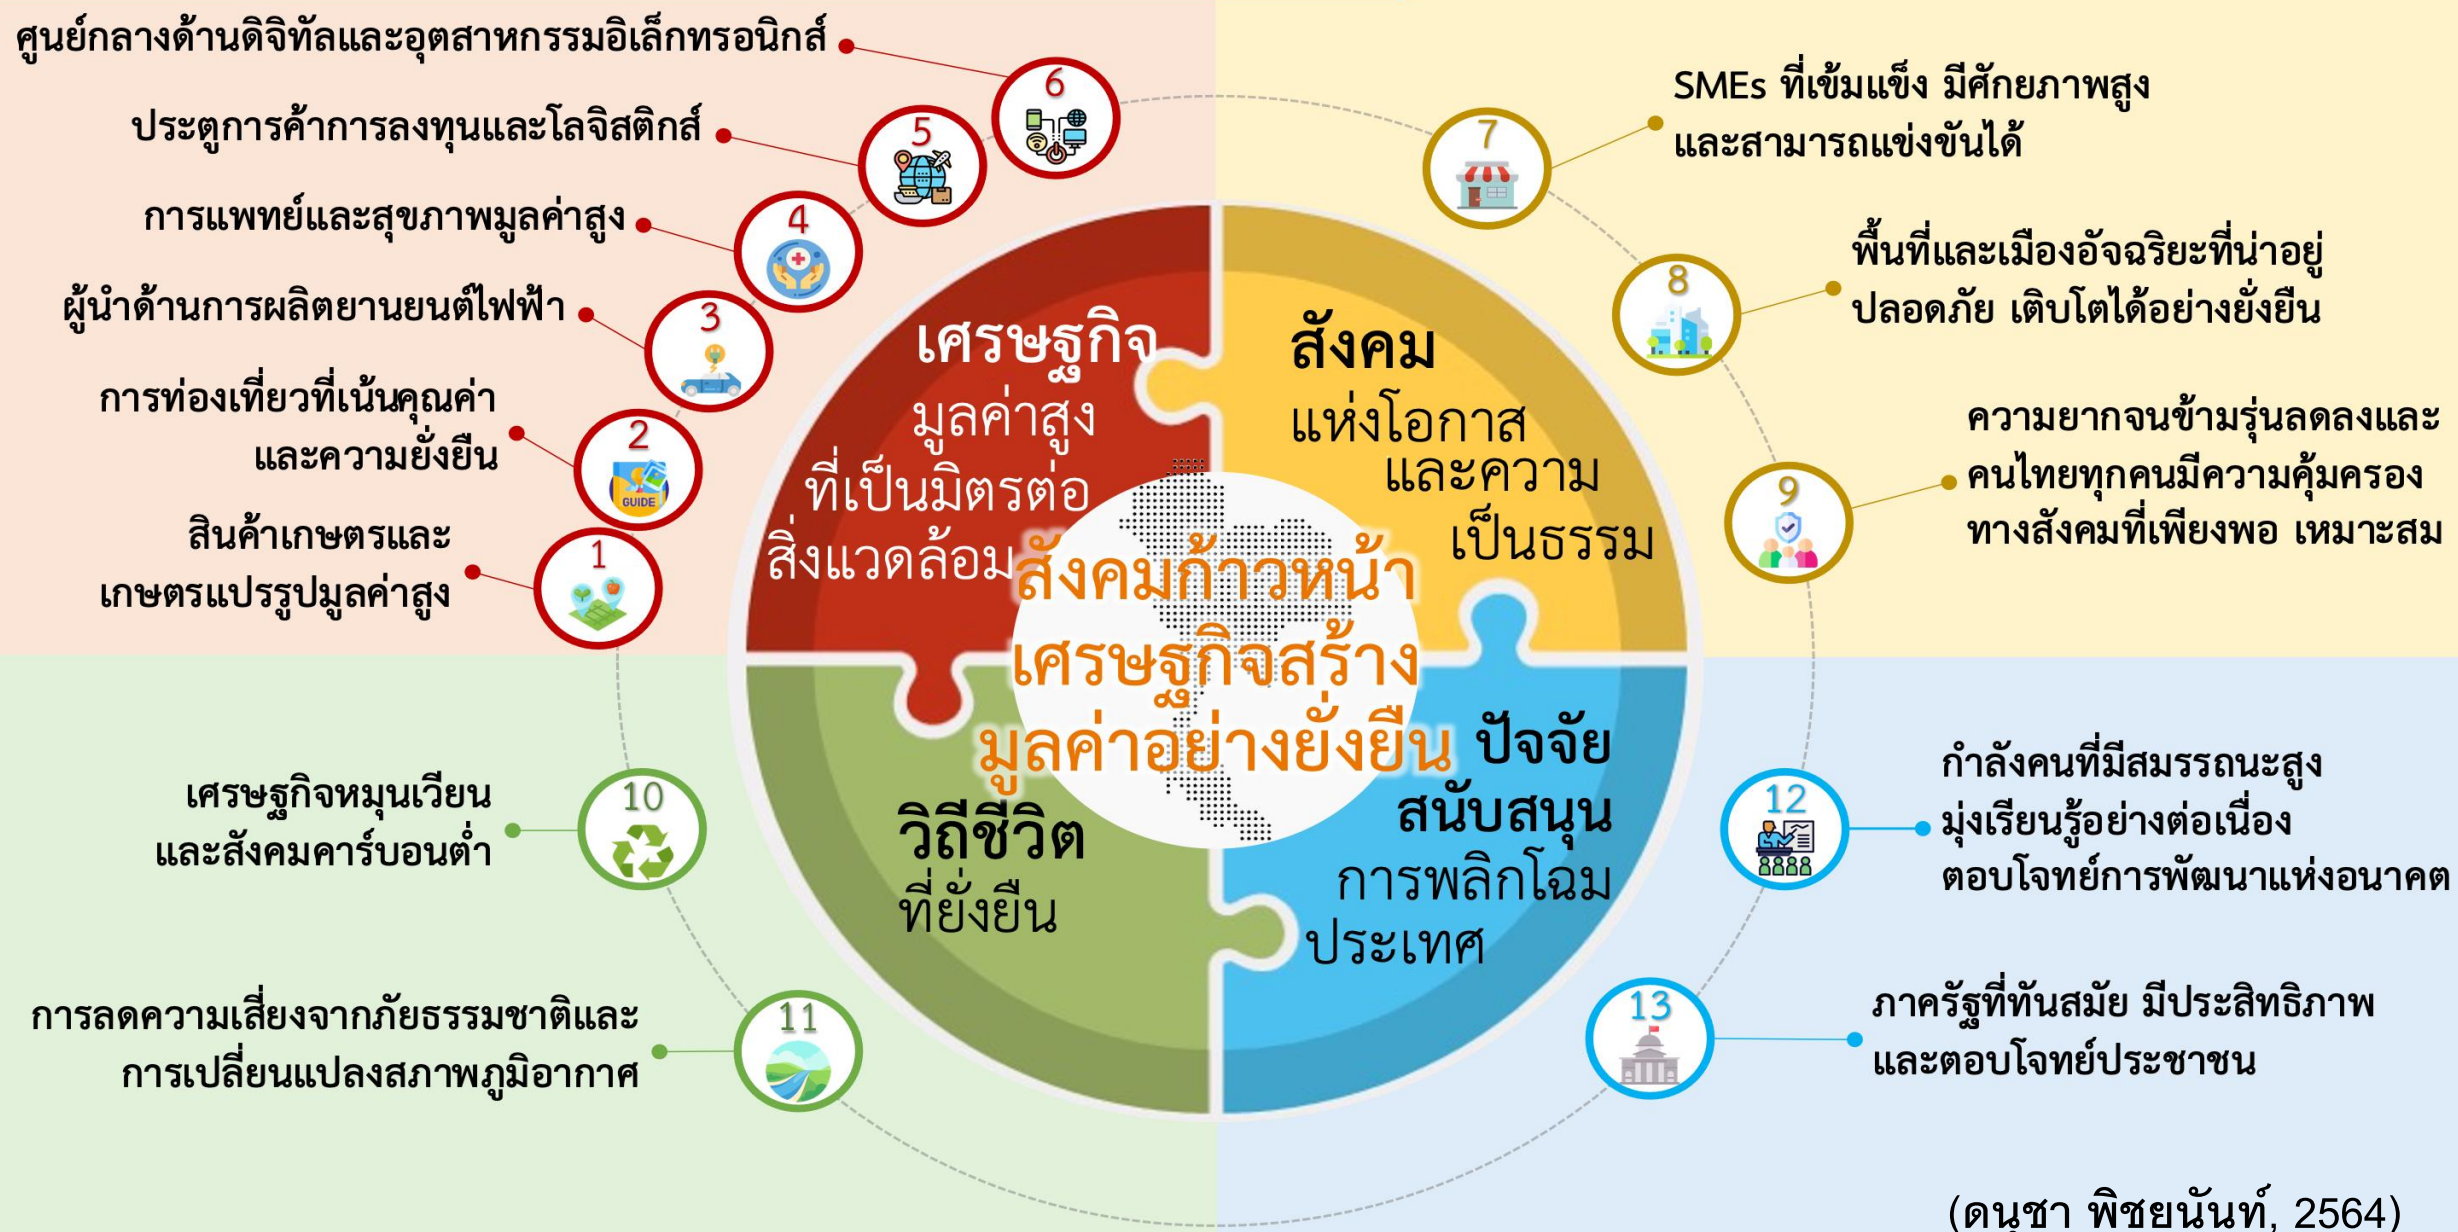 ศูนย์กลางด้านดิจิทัลและอุตสาหกรรมอิเล็กทรอนิกส์
6
ประตูการค้าการลงทุนและโลจิสติกส์
5
การแพทย์และสุขภาพมูลค่าสูง
4
ผู้นำด้านการผลิตยานยนต์ไฟฟ้า
3
การท่องเที่ยวที่เน้นคุณค่า
และความยั่งยืน
2
GUIDE
สินค้าเกษตรและ
เกษตรแปรรูปมูลค่าสูง
1
7
SMEs ที่เข้มแข็ง มีศักยภาพสูง
และสามารถแข่งขันได้
8
พื้นที่และเมืองอัจฉริยะที่น่าอยู่
ปลอดภัย เติบโตได้อย่างยั่งยืน
9
ความยากจนข้ามรุ่นลดลงและ
คนไทยทุกคนมีความคุ้มครอง
ทางสังคมที่เพียงพอ เหมาะสม
เศรษฐกิจ
มูลค่าสูง
ที่เป็นมิตรต่อ
สิ่งแวดล้อม
สังคม
แห่งโอกาส
และความ
เป็นธรรม
สังคมก้าวหน้า
เศรษฐกิจสร้าง
มูลค่าอย่างยั่งยืน
วิถีชีวิต
ที่ยั่งยืน
ปัจจัย
สนับสนุน
การพลิกโฉม
ประเทศ
เศรษฐกิจหมุนเวียน
และสังคมคาร์บอนต่ำ
10
การลดความเสี่ยงจากภัยธรรมชาติและ
การเปลี่ยนแปลงสภาพภูมิอากาศ
11
12
กำลังคนที่มีสมรรถนะสูง
มุ่งเรียนรู้อย่างต่อเนื่อง
ตอบโจทย์การพัฒนาแห่งอนาคต
13
ภาครัฐที่ทันสมัย มีประสิทธิภาพ
และตอบโจทย์ประชาชน
(ดนุชา พิชยนันท์, 2564)